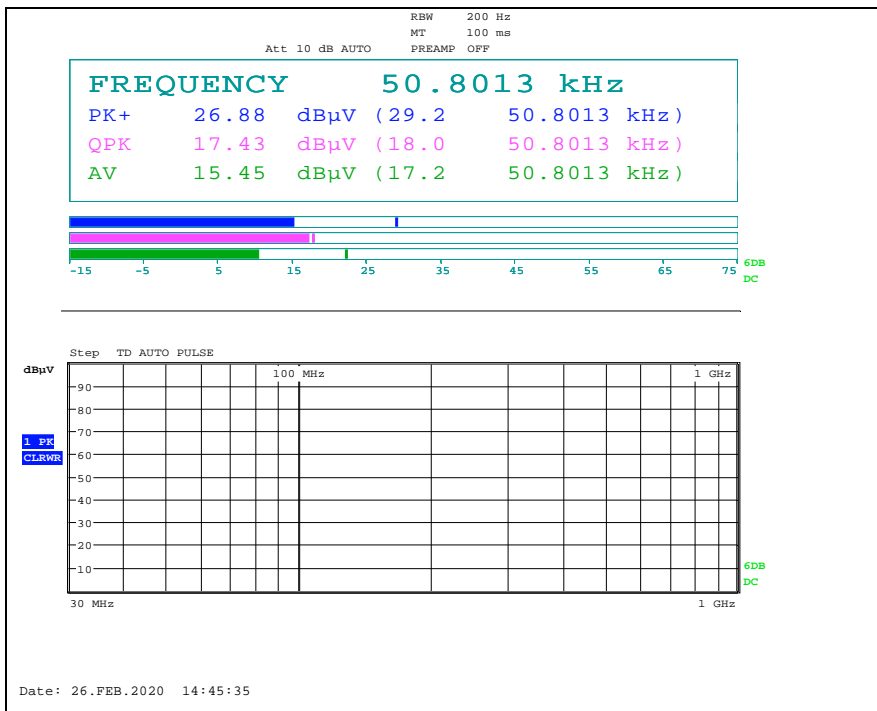 RBW 200 Hz
MT 100 ms
Att 10 dB AUTO PREAMP OFF
FREQUENCY 50.8013 kHz
PK+ 26.88 dBµV (29.2 50.8013 kHz)
QPK 17.43 dBµV (18.0 50.8013 kHz)
AV 15.45 dBµV (17.2 50.8013 kHz)
-15 -5 5 15 25 35 45 55 65 75
6DB
DC
Step TD AUTO PULSE
dBµV
100 MHz 1 GHz
90
80
70
1 PK
CLRWR
60
50
40
30
20
10
6DB
DC
30 MHz 1 GHz
Date: 26.FEB.2020 14:45:35